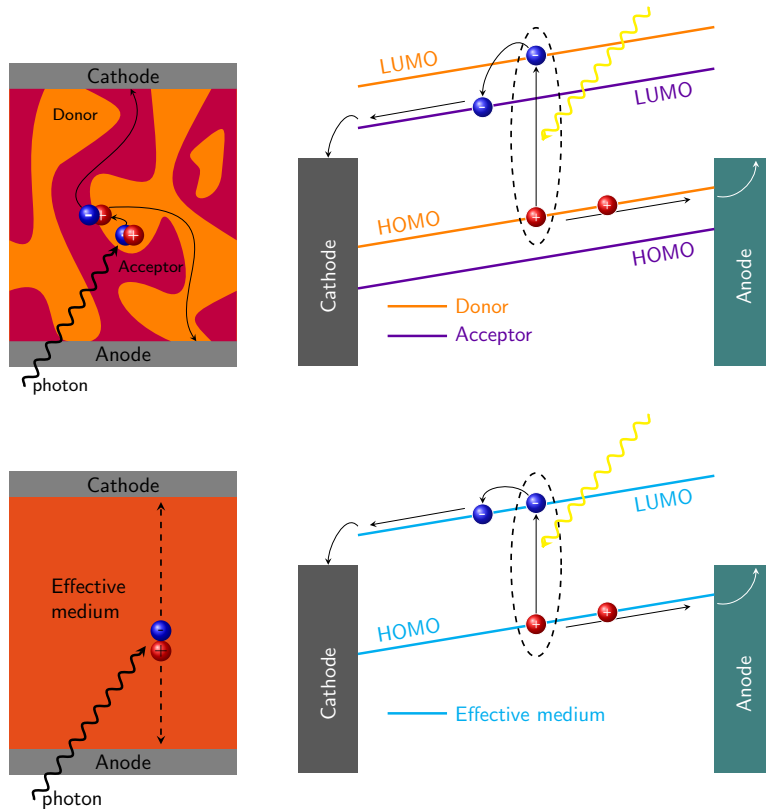 Cathode
Donor
-
+
-
+
Acceptor
Anode
photon
LUMO
-
LUMO
-
+
HOMO
+
HOMO
Cathode
Anode
Donor
Acceptor
Cathode
Effective
medium
-
+
Anode
photon
-
LUMO
-
+
HOMO
+
Cathode
Anode
Effective medium